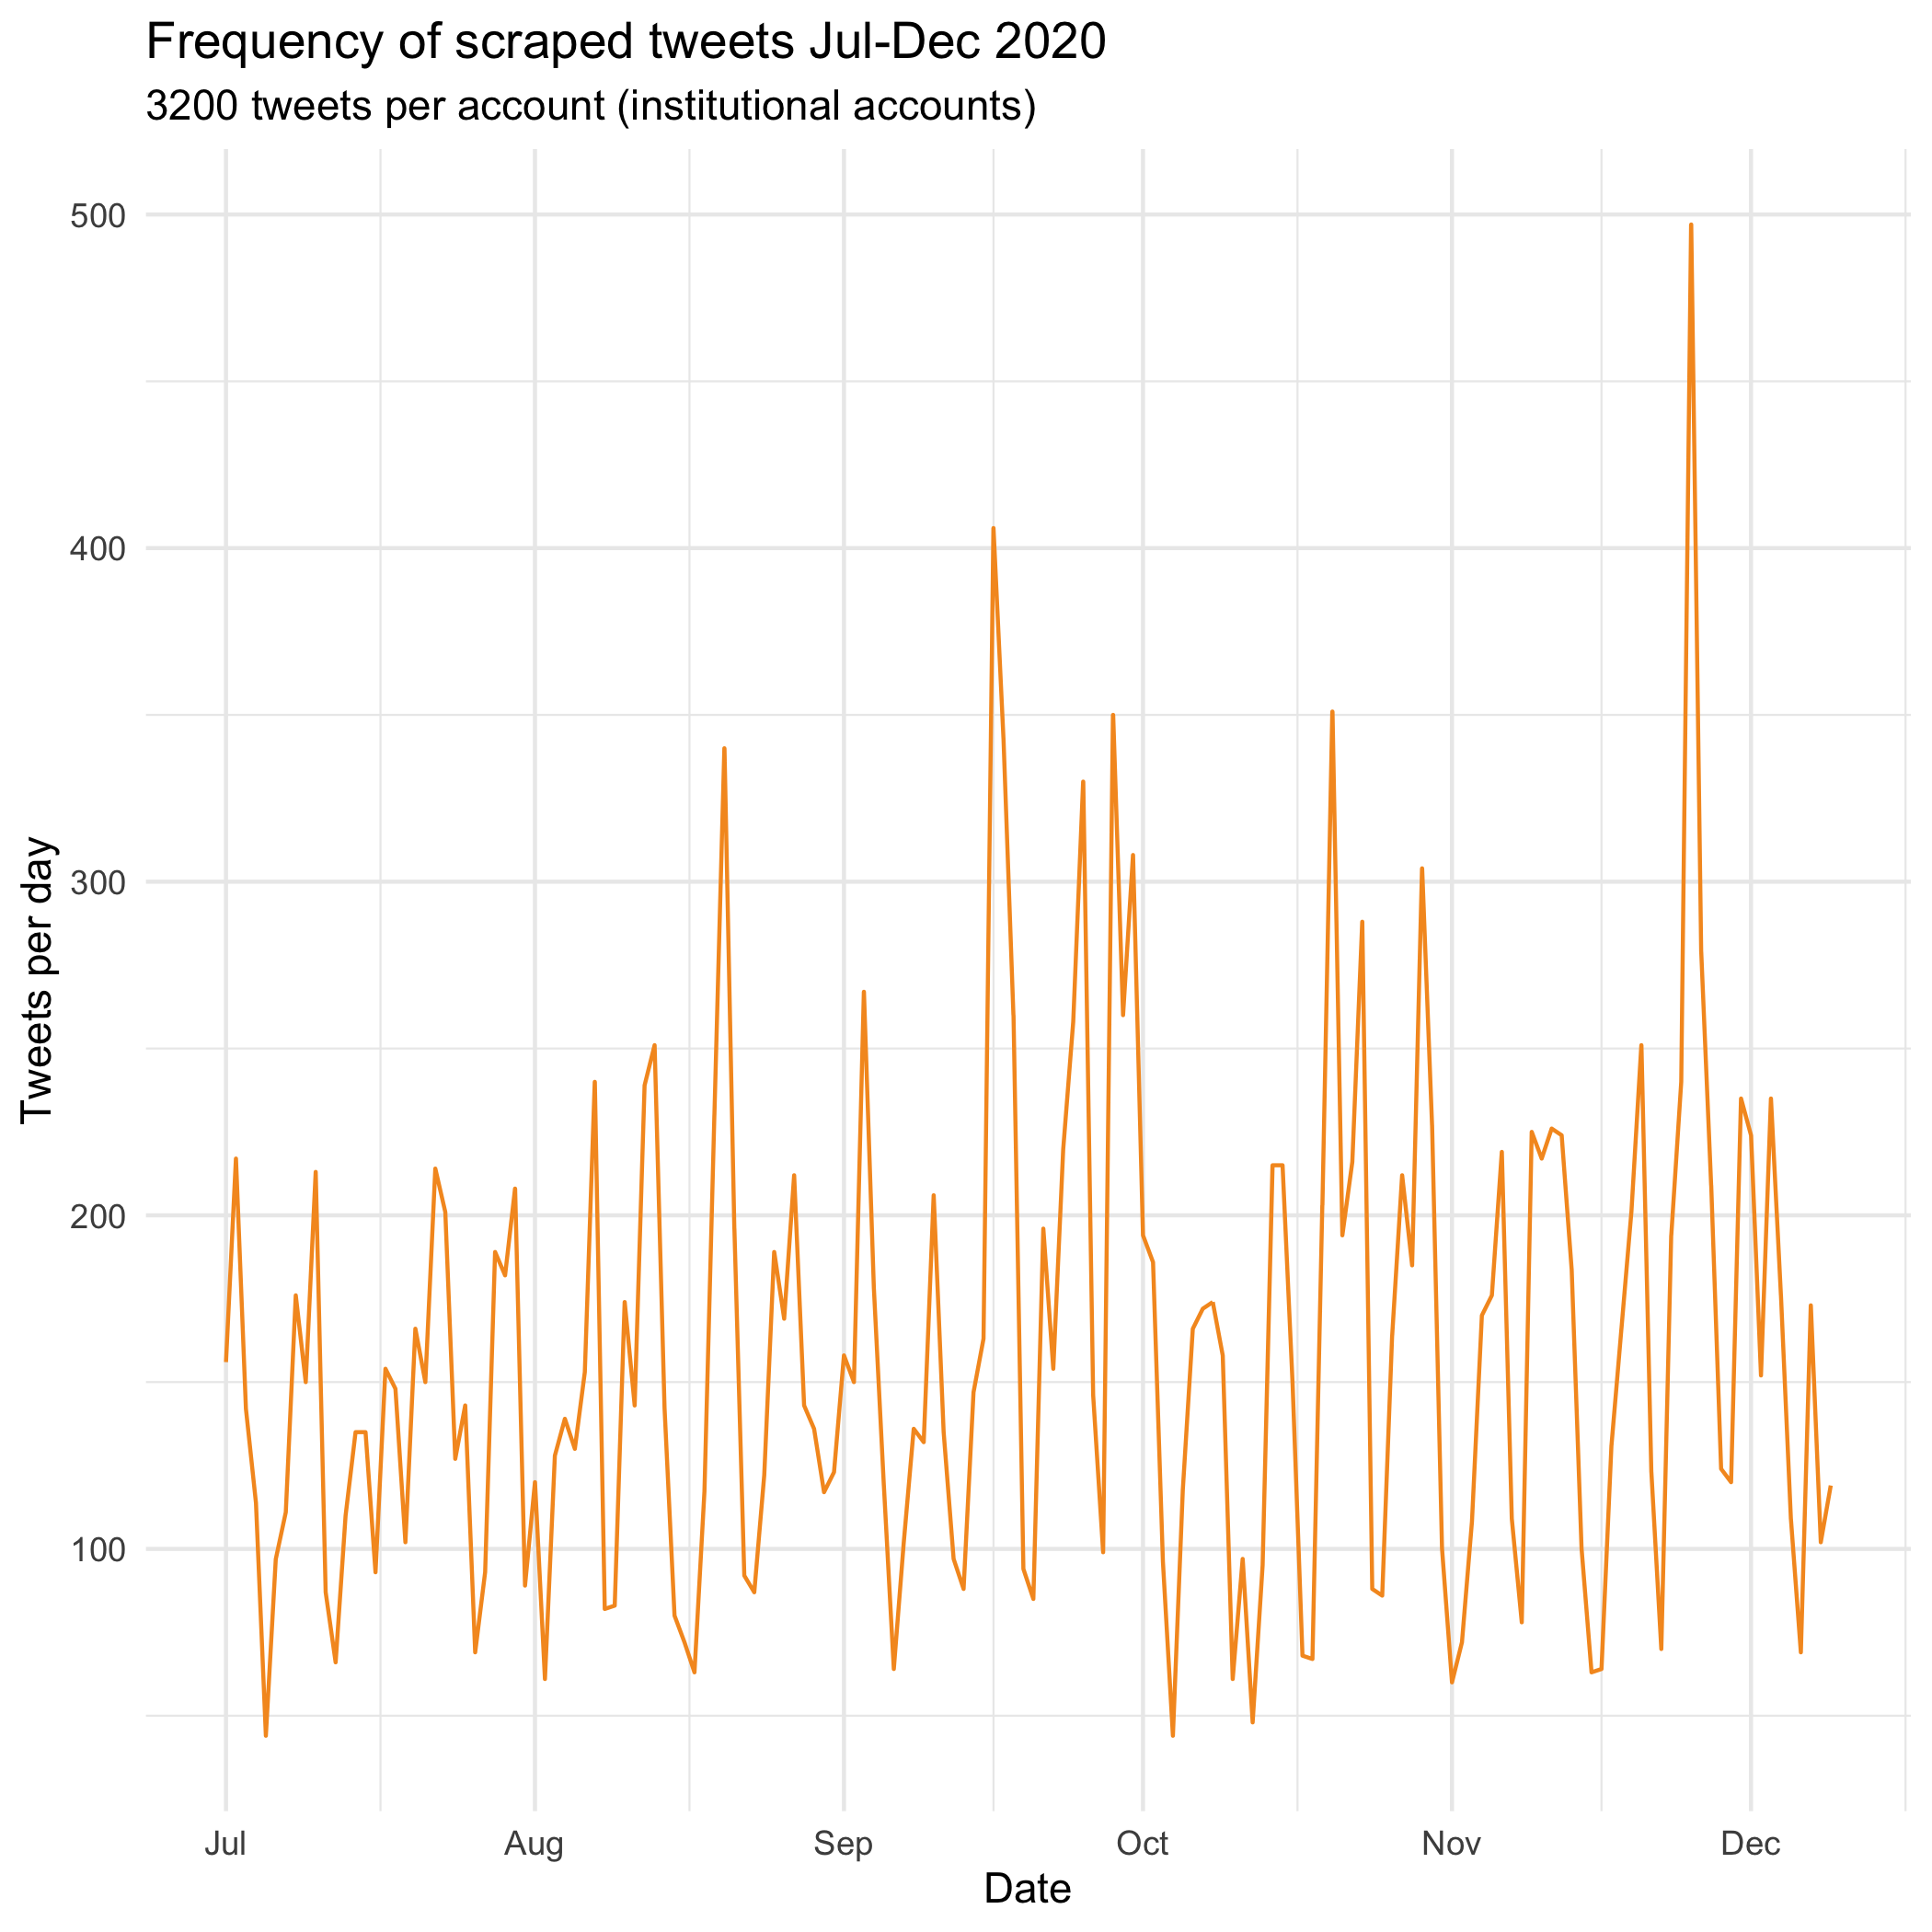 Frequency of scraped tweets Jul-Dec 2020
3200 tweets per account (institutional accounts)
Tweets per day
500
400
300
200
100
Jul Aug Sep Oct Nov Dec
Date